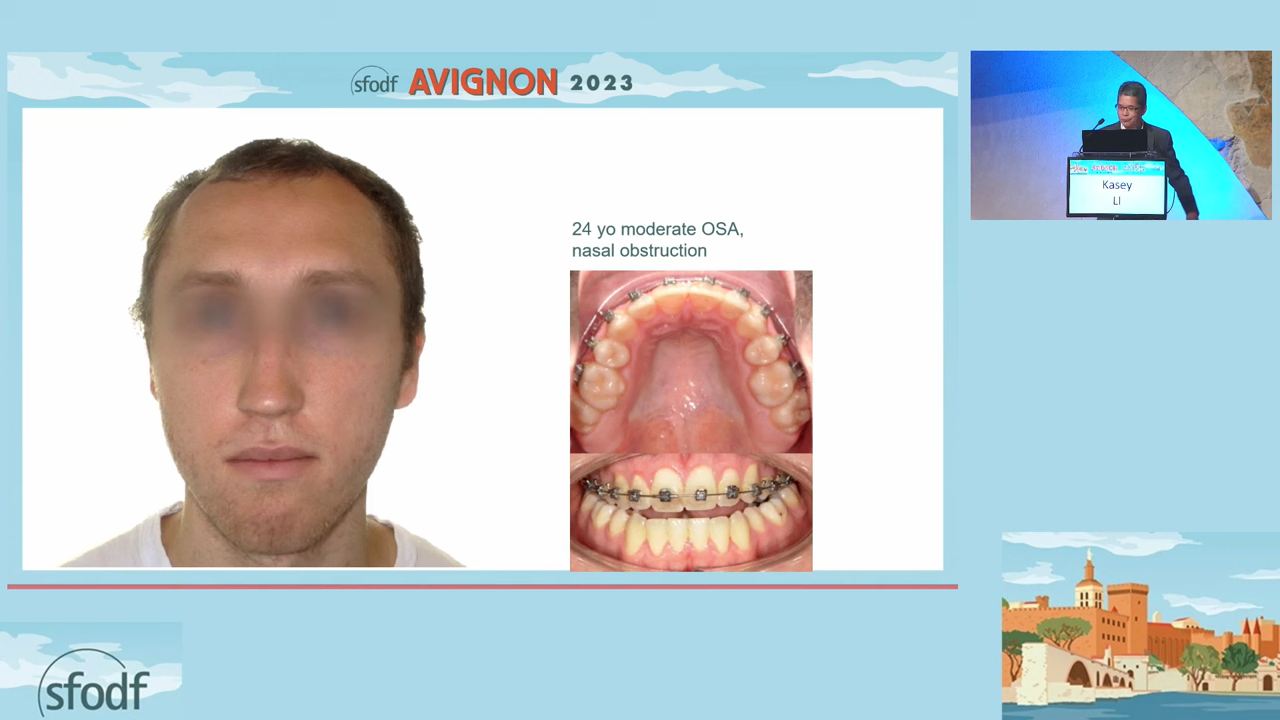 sfodf AVIGNON 2023
24 yo moderate OSA,
nasal obstruction
Kasey
LI
sfodf